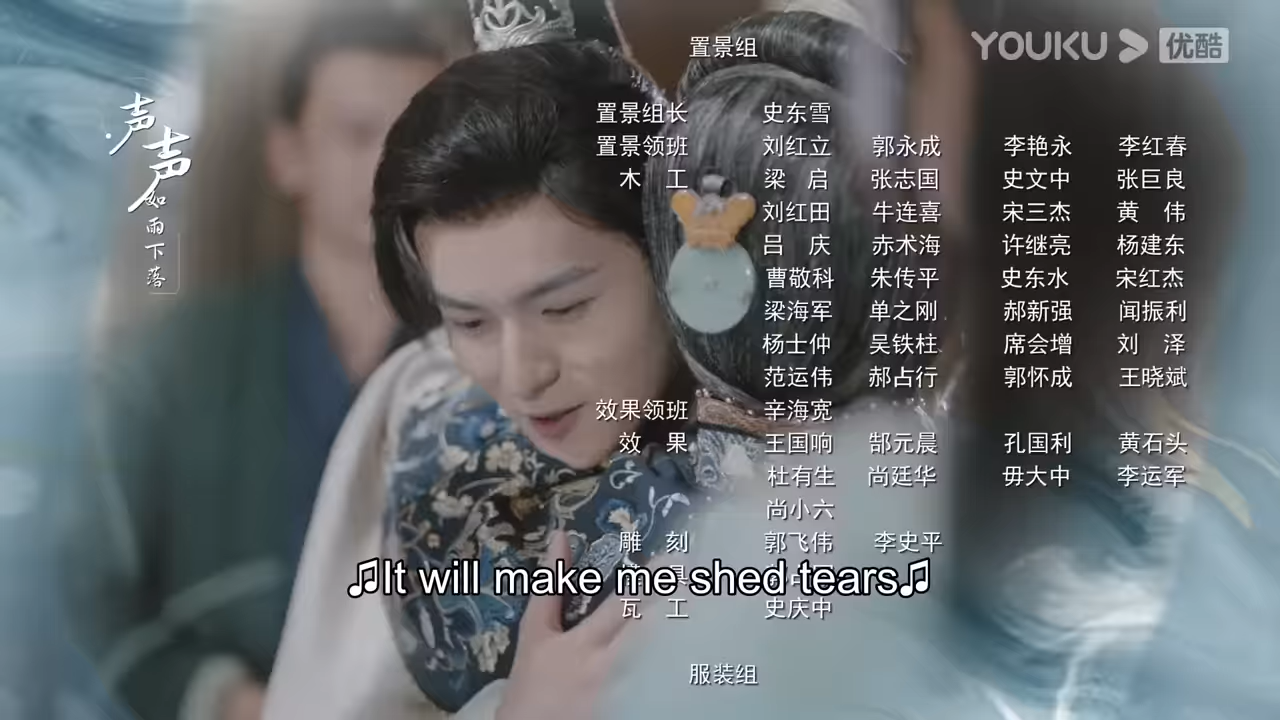 YOUKU 优酷
声声如雨下落
置景组
置景组长 史东雪
置景领班 刘红立 郭永成 李艳永 李红春
木 工 梁 启 张志国 史文中 张巨良
刘红田 牛连喜 宋三杰 黄 伟
吕 庆 赤术海 许继亮 杨建东
曹敬科 朱传平 史东水 宋红杰
梁海军 单之刚 郝新强 闻振利
杨士仲 吴铁柱 席会增 刘 泽
范运伟 郝占行 郭怀成 王晓斌
效果领班 辛海宽
效 果 王国响 郜元晨 孔国利 黄石头
杜有生 尚廷华 毋大中 李运军
尚小六
雕 刻 郭飞伟 李史平
♫It will make me shed tears♫
瓦 工 史庆中
服装组